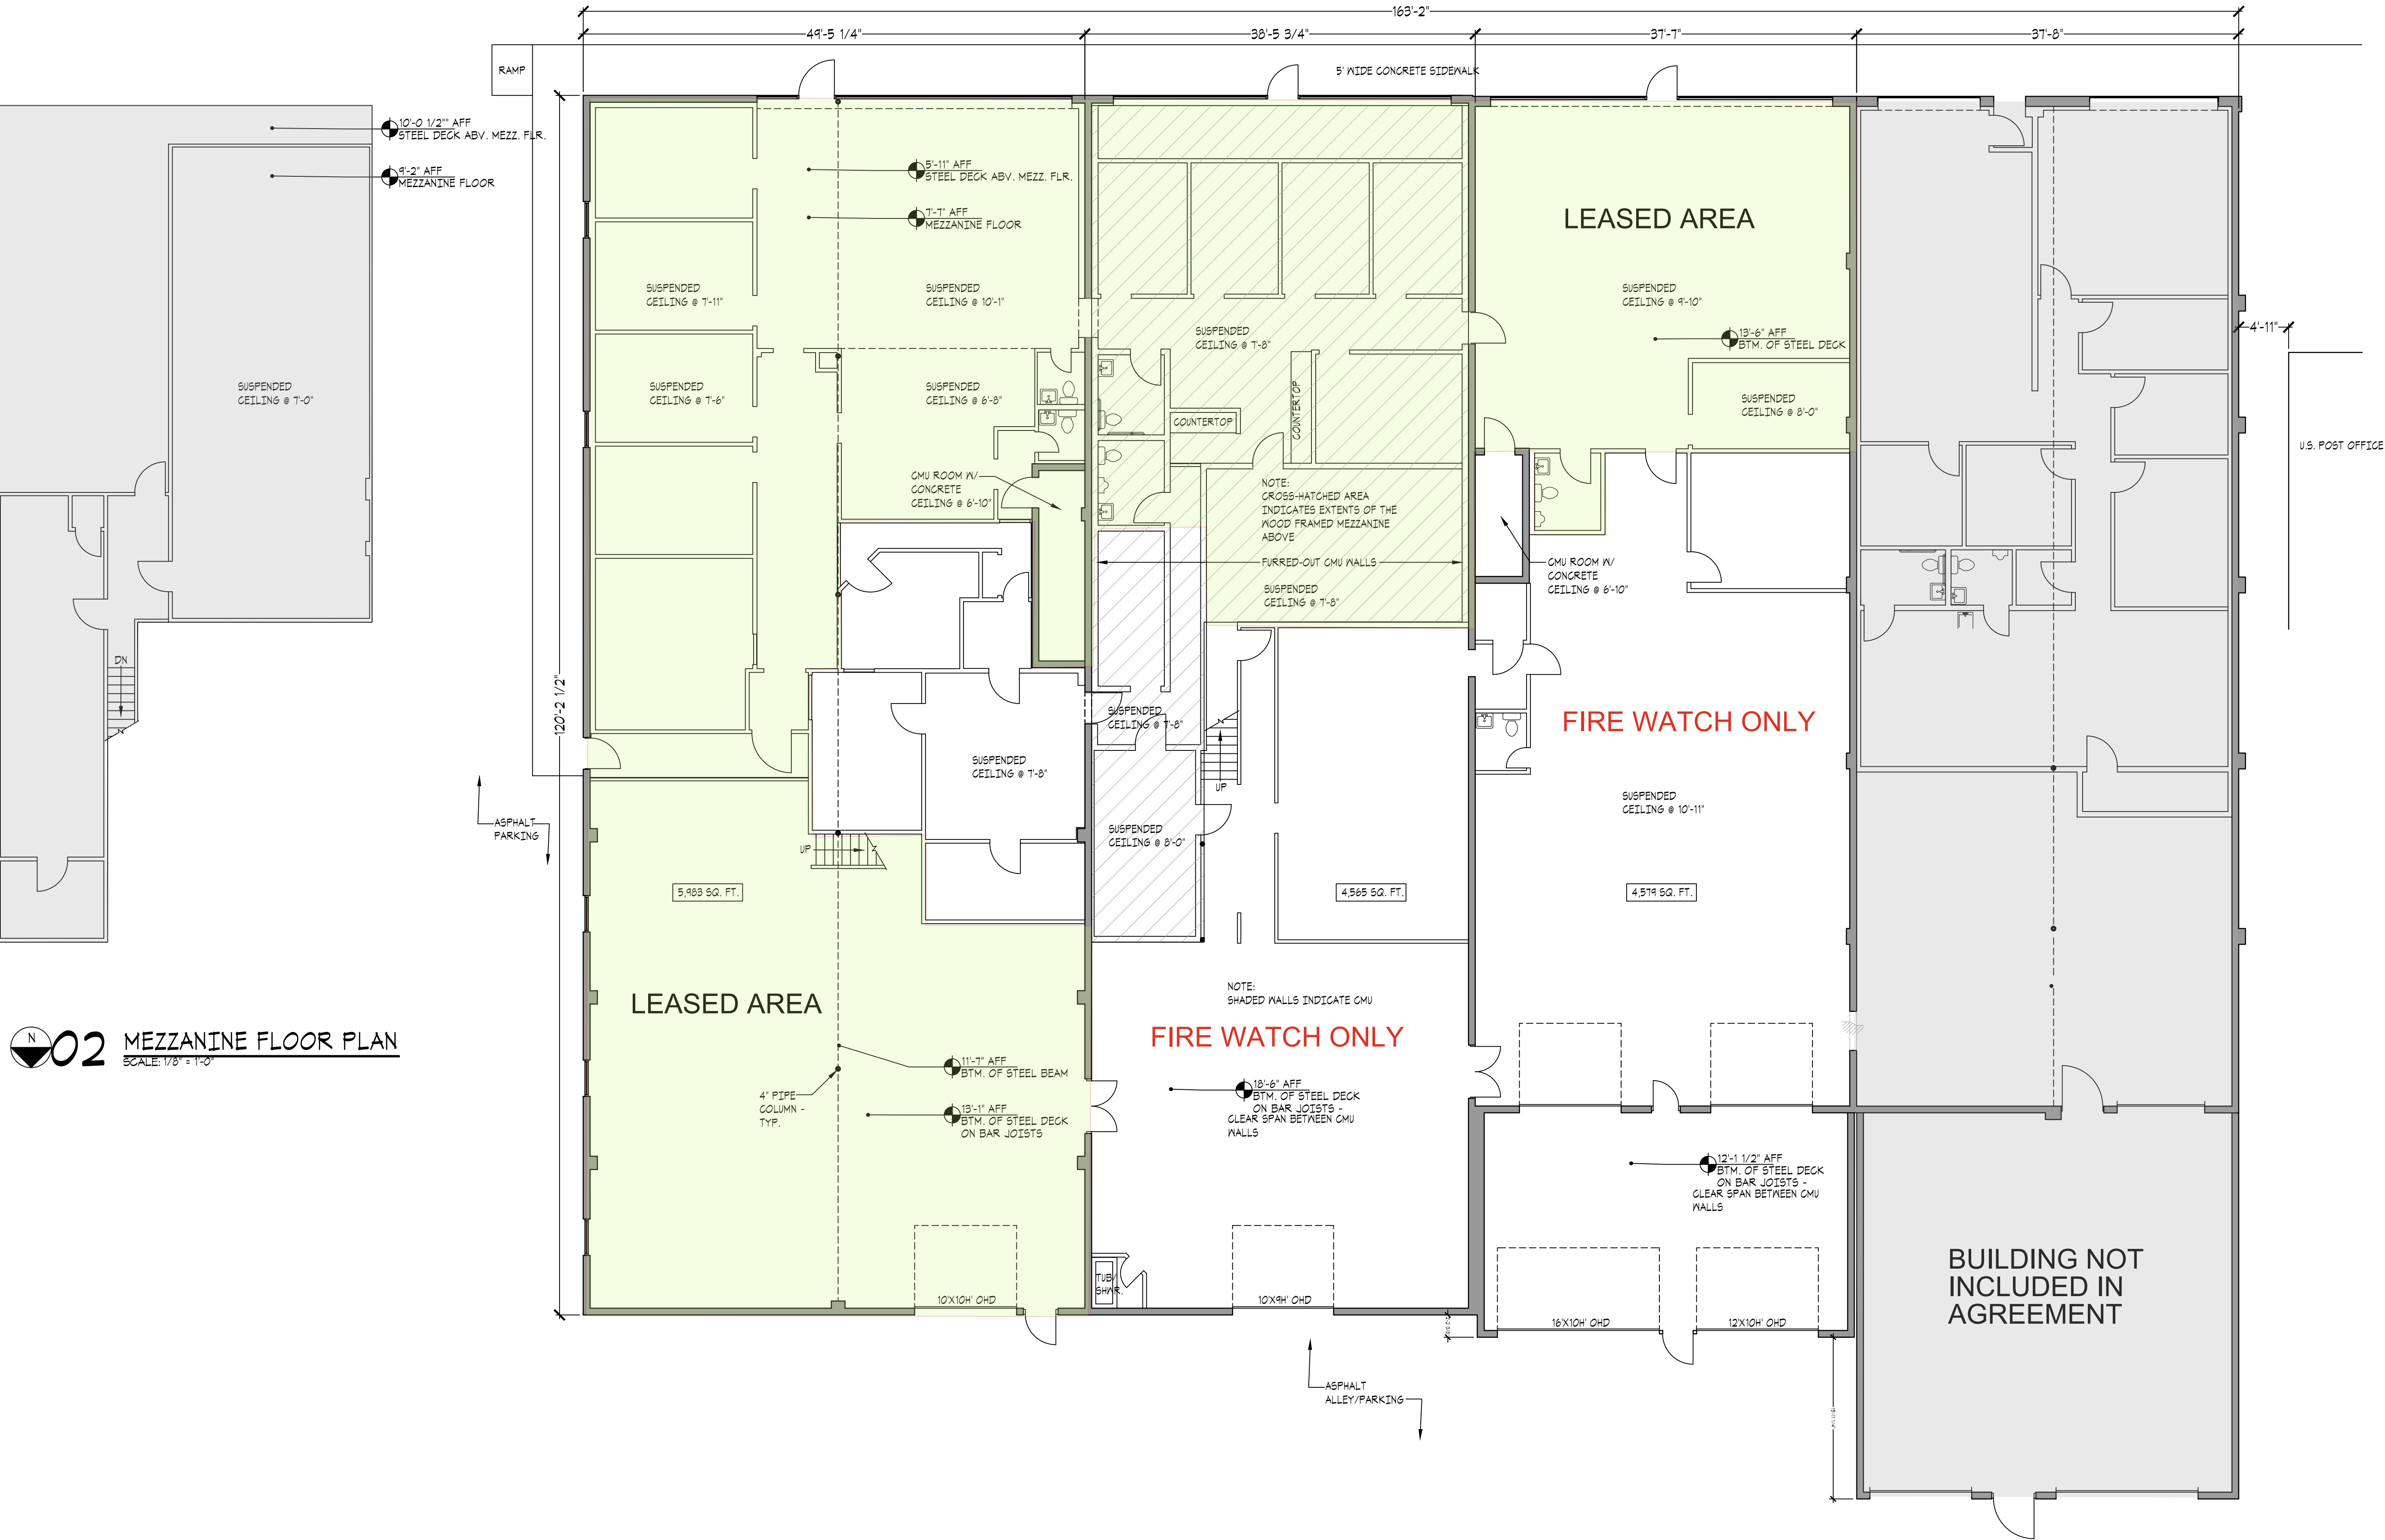 163'-2"
49'-5 1/4"
38'-5 3/4"
37'-7"
37'-8"
RAMP
5' WIDE CONCRETE SIDEWALK
10'-0 1/2"" AFF
STEEL DECK ABV. MEZZ. FLR.
9'-2" AFF
MEZZANINE FLOOR
5'-11" AFF
STEEL DECK ABV. MEZZ. FLR.
7'-7" AFF
MEZZANINE FLOOR
LEASED AREA
SUSPENDED
CEILING @ 7'-11"
SUSPENDED
CEILING @ 10'-1"
SUSPENDED
CEILING @ 7'-8"
SUSPENDED
CEILING @ 9'-10"
13'-6" AFF
BTM. OF STEEL DECK
4'-11"
SUSPENDED
CEILING @ 7'-0"
SUSPENDED
CEILING @ 7'-6"
SUSPENDED
CEILING @ 6'-8"
COUNTERTOP
COUNTERTOP
SUSPENDED
CEILING @ 8'-0"
U.S. POST OFFICE
CMU ROOM W/
CONCRETE
CEILING @ 6'-10"
NOTE:
CROSS-HATCHED AREA
INDICATES EXTENTS OF THE
WOOD FRAMED MEZZANINE
ABOVE
FURRED-OUT CMU WALLS
SUSPENDED
CEILING @ 7'-8"
CMU ROOM W/
CONCRETE
CEILING @ 6'-10"
DN
120'-2 1/2"
SUSPENDED
CEILING @ 7'-8"
FIRE WATCH ONLY
SUSPENDED
CEILING @ 7'-8"
UP
SUSPENDED
CEILING @ 10'-11"
ASPHALT
PARKING
UP
SUSPENDED
CEILING @ 8'-0"
5,983 SQ. FT.
4,565 SQ. FT.
4,579 SQ. FT.
LEASED AREA
NOTE:
SHADED WALLS INDICATE CMU
FIRE WATCH ONLY
N
02
MEZZANINE FLOOR PLAN
SCALE: 1/8" = 1'-0"
11'-7" AFF
BTM. OF STEEL BEAM
4" PIPE
COLUMN -
TYP.
13'-1" AFF
BTM. OF STEEL DECK
ON BAR JOISTS
18'-6" AFF
BTM. OF STEEL DECK
ON BAR JOISTS -
CLEAR SPAN BETWEEN CMU
WALLS
12'-1 1/2" AFF
BTM. OF STEEL DECK
ON BAR JOISTS -
CLEAR SPAN BETWEEN CMU
WALLS
TUB/
SHWR.
10'X10H' OHD
10'X9H' OHD
16'X10H' OHD
12'X10H' OHD
BUILDING NOT
INCLUDED IN
AGREEMENT
ASPHALT
ALLEY/PARKING